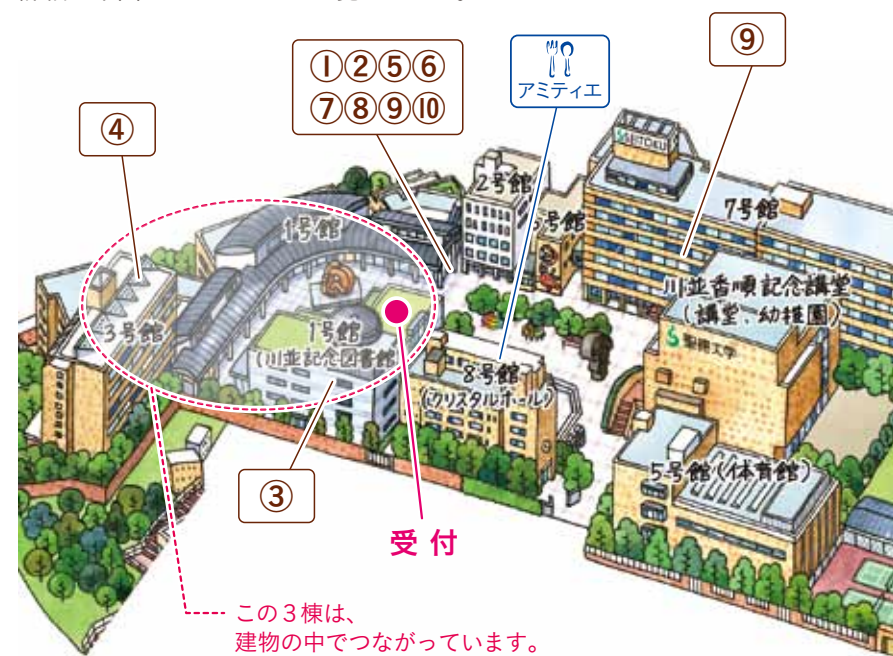 ⑨
①②⑤⑥
⑦⑧⑨⑩
アミティエ
④
SEITOKU
2号館
7号館
1号館
川並香順記念講堂
(講堂、幼稚園)
3号館
1号館
(川並記念図書館)
聖徳大学
8号館
(クリスタルホール)
5号館(体育館)
③
受付
この3棟は、
建物の中でつながっています。